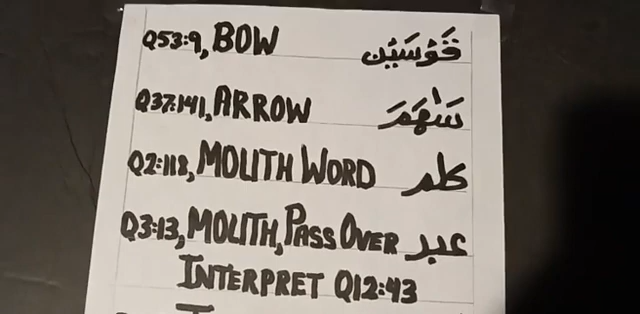 Q53:9, BOW قَوْسَيْن
Q37:141, ARROW سَهَمَ
Q2:118, MOUTH WORD كلم
Q3:13, MOUTH, PASS OVER عبر
INTERPRET Q12:43